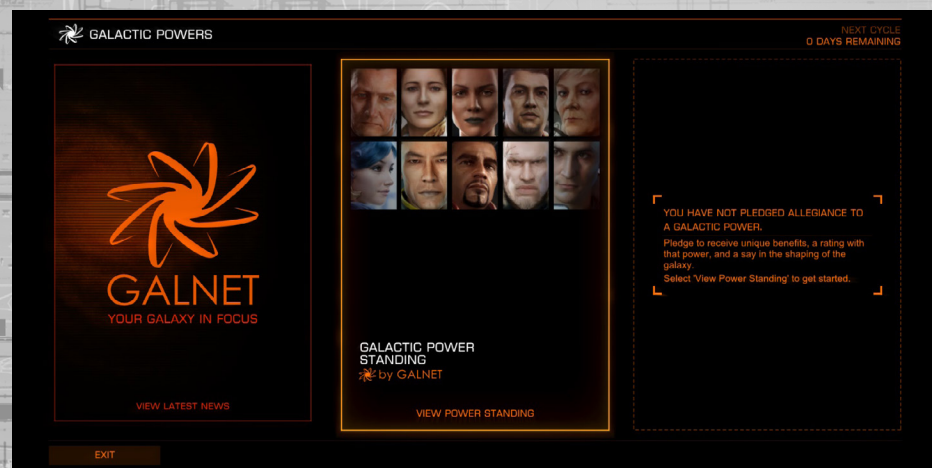 GALACTIC POWERS
NEXT CYCLE
0 DAYS REMAINING
GALNET
YOUR GALAXY IN FOCUS
VIEW LATEST NEWS
GALACTIC POWER
STANDING
by GALNET
VIEW POWER STANDING
YOU HAVE NOT PLEDGED ALLEGIANCE TO
A GALACTIC POWER.
Pledge to receive unique benefits, a rating with
that power, and a say in the shaping of the
galaxy.
Select 'View Power Standing' to get started.
EXIT